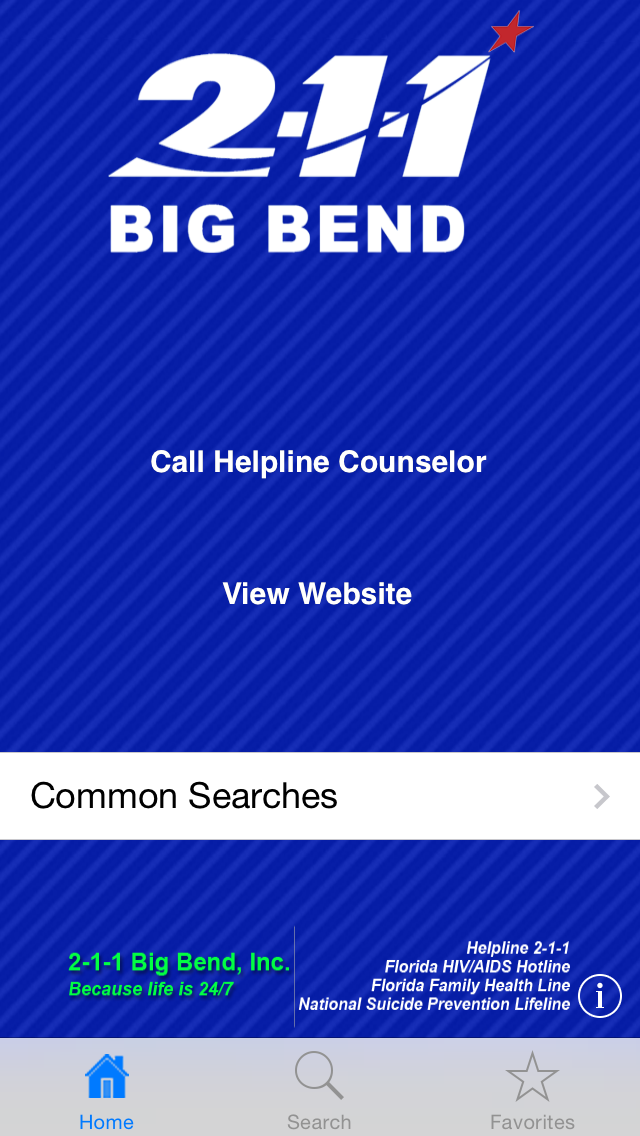 2-1-1
BIG BEND
Call Helpline Counselor
View Website
Common Searches
2-1-1 Big Bend, Inc.
Because life is 24/7
Helpline 2-1-1
Florida HIV/AIDS Hotline
Florida Family Health Line
National Suicide Prevention Lifeline
i
Home
Search
Favorites